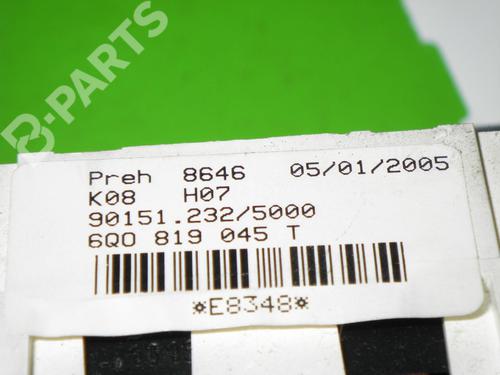 B-PARTS
Preh 8646 05/01/2005
K08 H07
90151.232/5000
6Q0 819 045 T
*E8348*